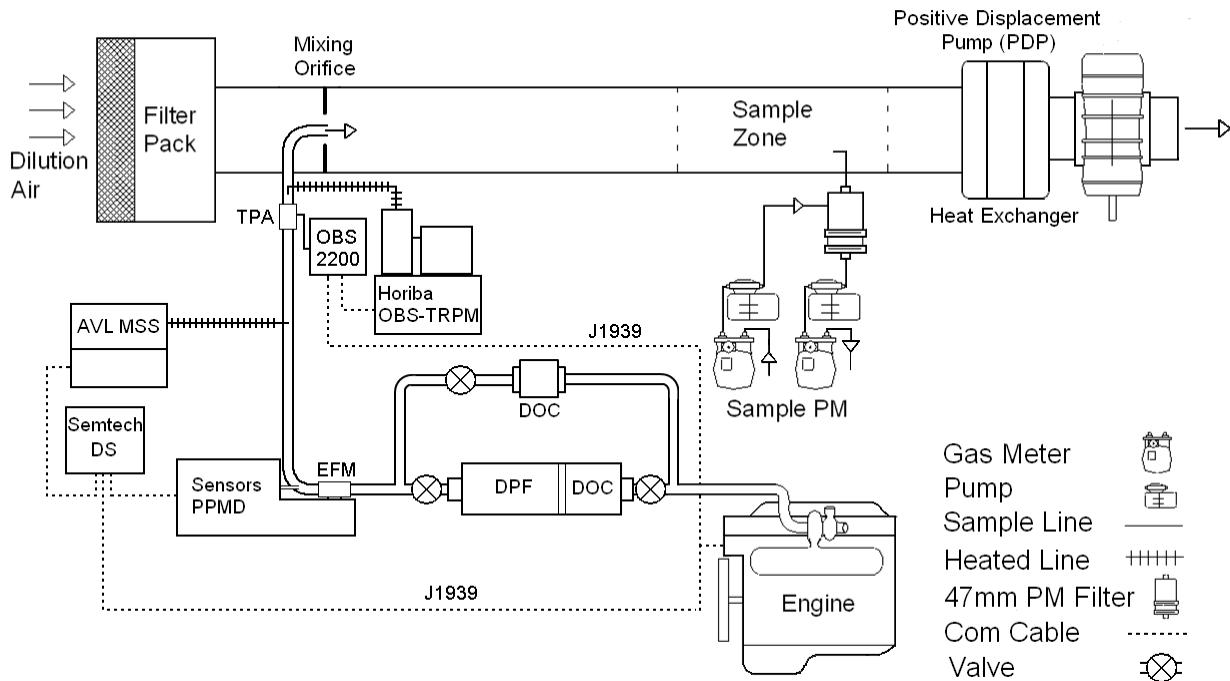 Positive Displacement
Pump (PDP)
Mixing
Orifice
Filter
Pack
Sample
Zone
Dilution
Air
Heat Exchanger
TPA
OBS
2200
Horiba
OBS-TRPM
AVL MSS
J1939
DOC
Sample PM
Semtech
DS
Sensors
PPMD
EFM
DPF
DOC
J1939
Engine
Gas Meter
Pump
Sample Line
Heated Line
47mm PM Filter
Com Cable
Valve